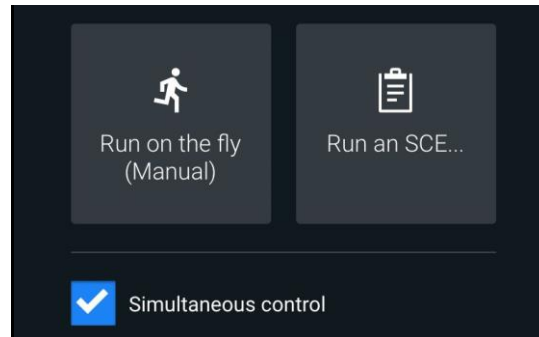 Run on the fly
(Manual)
Run an SCE...
Simultaneous control